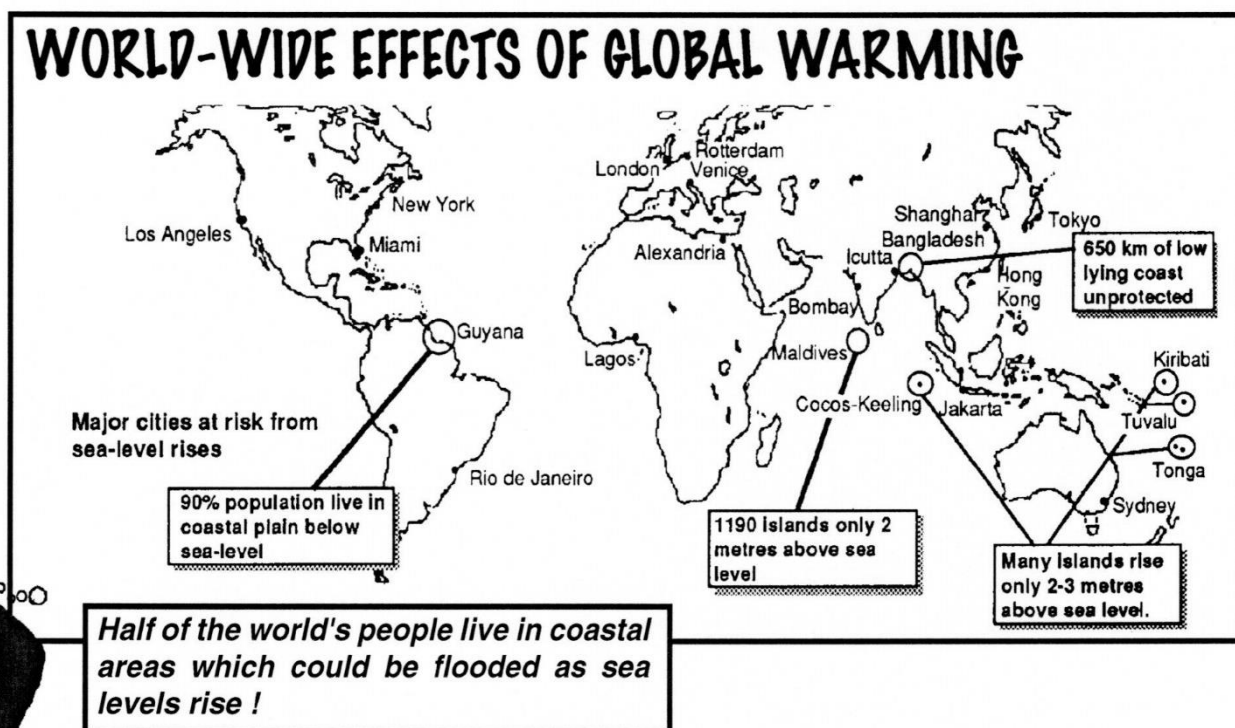 WORLD-WIDE EFFECTS OF GLOBAL WARMING
London
Rotterdam
Venice
New York
Los Angeles
Miami
Alexandria
Shanghai
Tokyo
Bangladesh
Icutta
650 km of low
lying coast
unprotected
Hong
Kong
Bombay
Guyana
Lagos
Maldives
Kiribati
Cocos-Keeling
Jakarta
Tuvalu
Major cities at risk from
sea-level rises
Tonga
Rio de Janeiro
Sydney
90% population live in
coastal plain below
sea-level
1190 islands only 2
metres above sea
level
Many islands rise
only 2-3 metres
above sea level.
Half of the world's people live in coastal
areas which could be flooded as sea
levels rise !